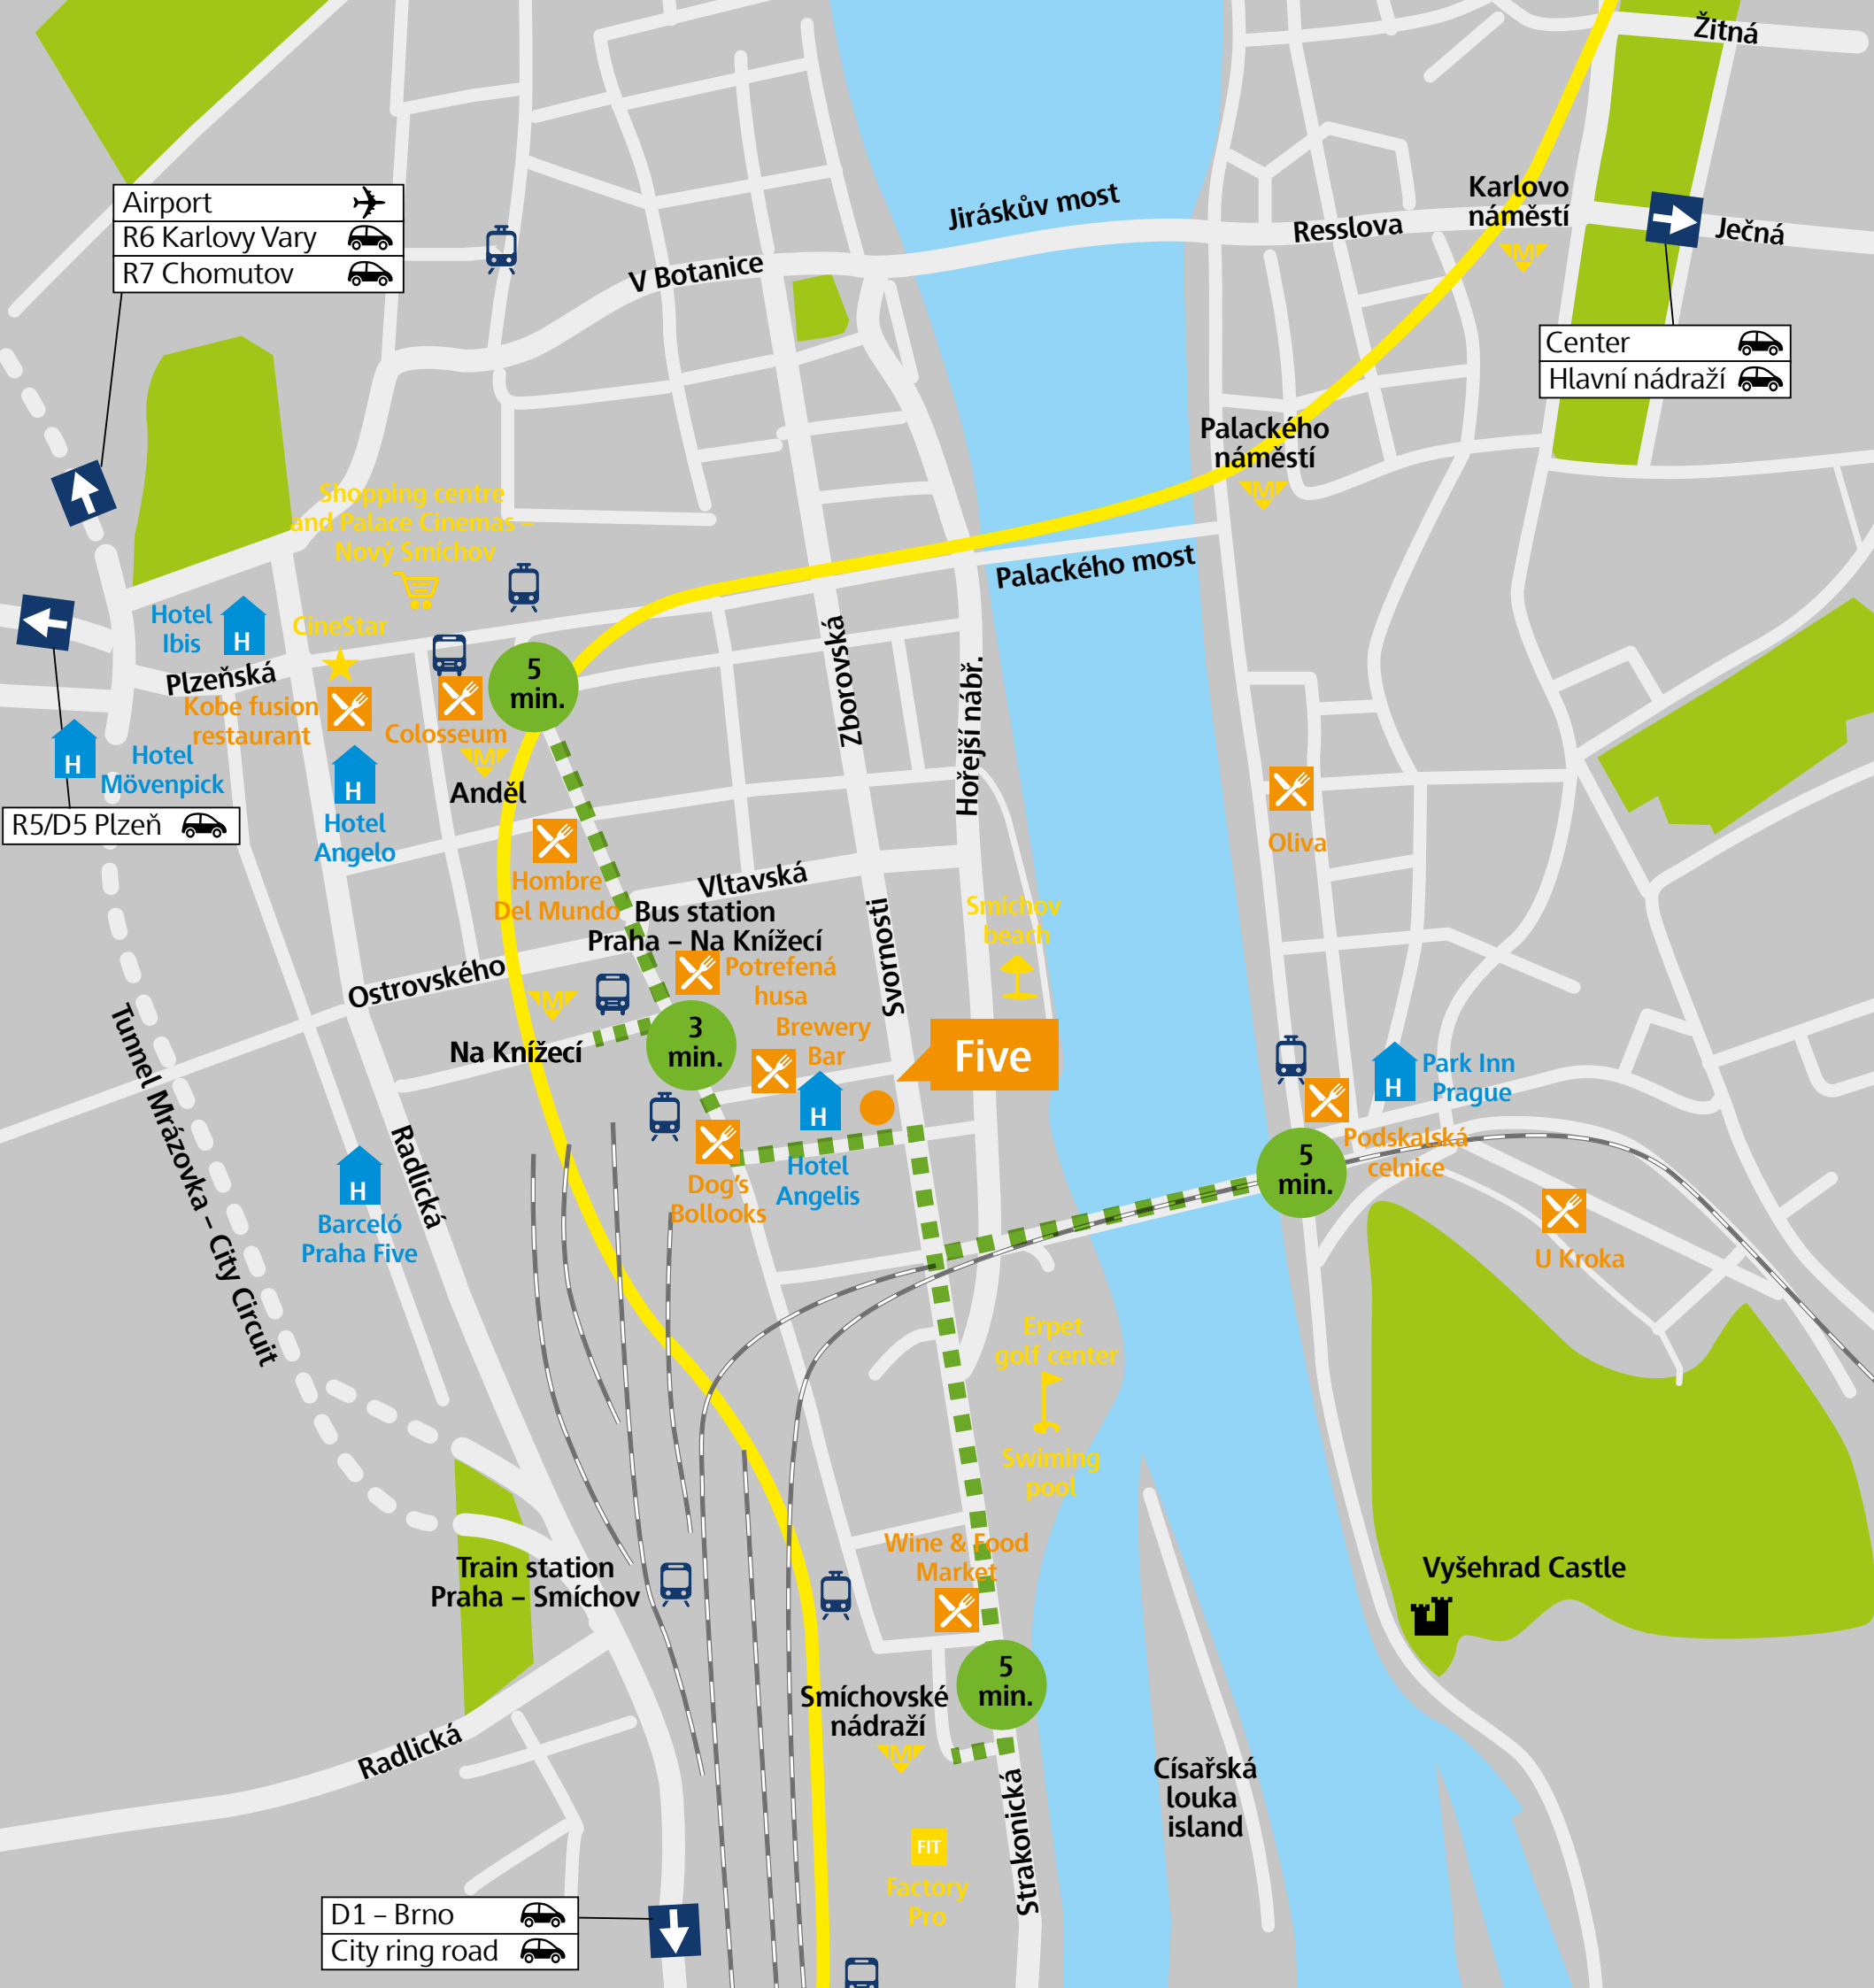 Žitná
Airport
R6 Karlovy Vary
R7 Chomutov
Jiráskův most
Resslova
Karlovo
náměstí
M
Ječná
V Botanice
Center
Hlavní nádraží
Palackého
náměstí
M
Shopping centre
and Palace Cinemas –
Nový Smíchov
Palackého most
Hotel
Ibis
H
CineStar
Plzeňská
Kobe fusion
restaurant
Colosseum
5
min.
Zborovská
Hořejší nábř.
H
Hotel
Mövenpick
M
Anděl
R5/D5 Plzeň
H
Hotel
Angelo
Oliva
Hombre
Del Mundo
Vltavská
Bus station
Praha – Na Knížecí
Svornosti
Smíchov
beach
Ostrovského
Potrefená
husa
M
Na Knížecí
3
min.
Brewery
Bar
Five
H
Park Inn
Prague
Tunnel Mrázovka – City Circuit
Radlická
H
Hotel
Angelis
Dog's
Bollooks
Podskalská
celnice
5
min.
H
Barceló
Praha Five
U Kroka
Erpet
golf center
Swiming
pool
Wine & Food
Market
Train station
Praha – Smíchov
Vyšehrad Castle
5
min.
Smíchovské
nádraží
M
Radlická
Císařská
louka
island
Strakonická
FIT
Factory
Pro
D1 – Brno
City ring road